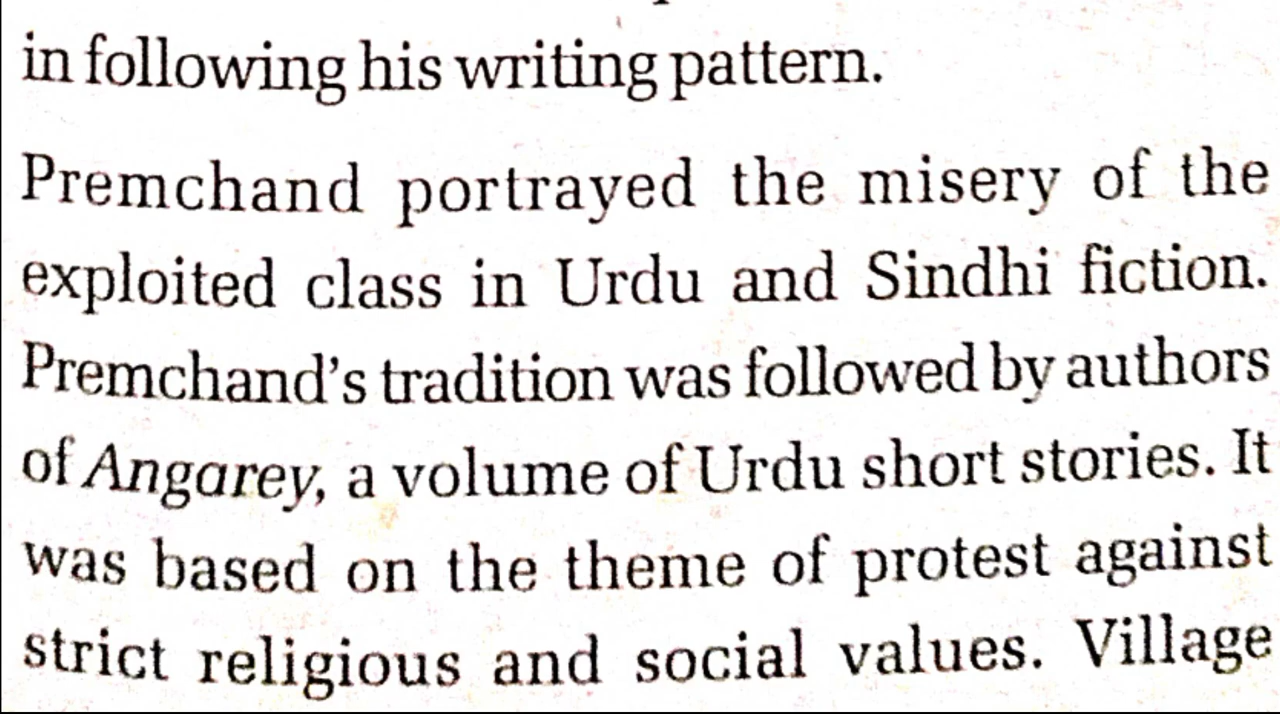 in following his writing pattern.
Premchand portrayed the misery of the
exploited class in Urdu and Sindhi fiction.
Premchand’s tradition was followed by authors
of Angarey, a volume of Urdu short stories. It
was based on the theme of protest against
strict religious and social values. Village